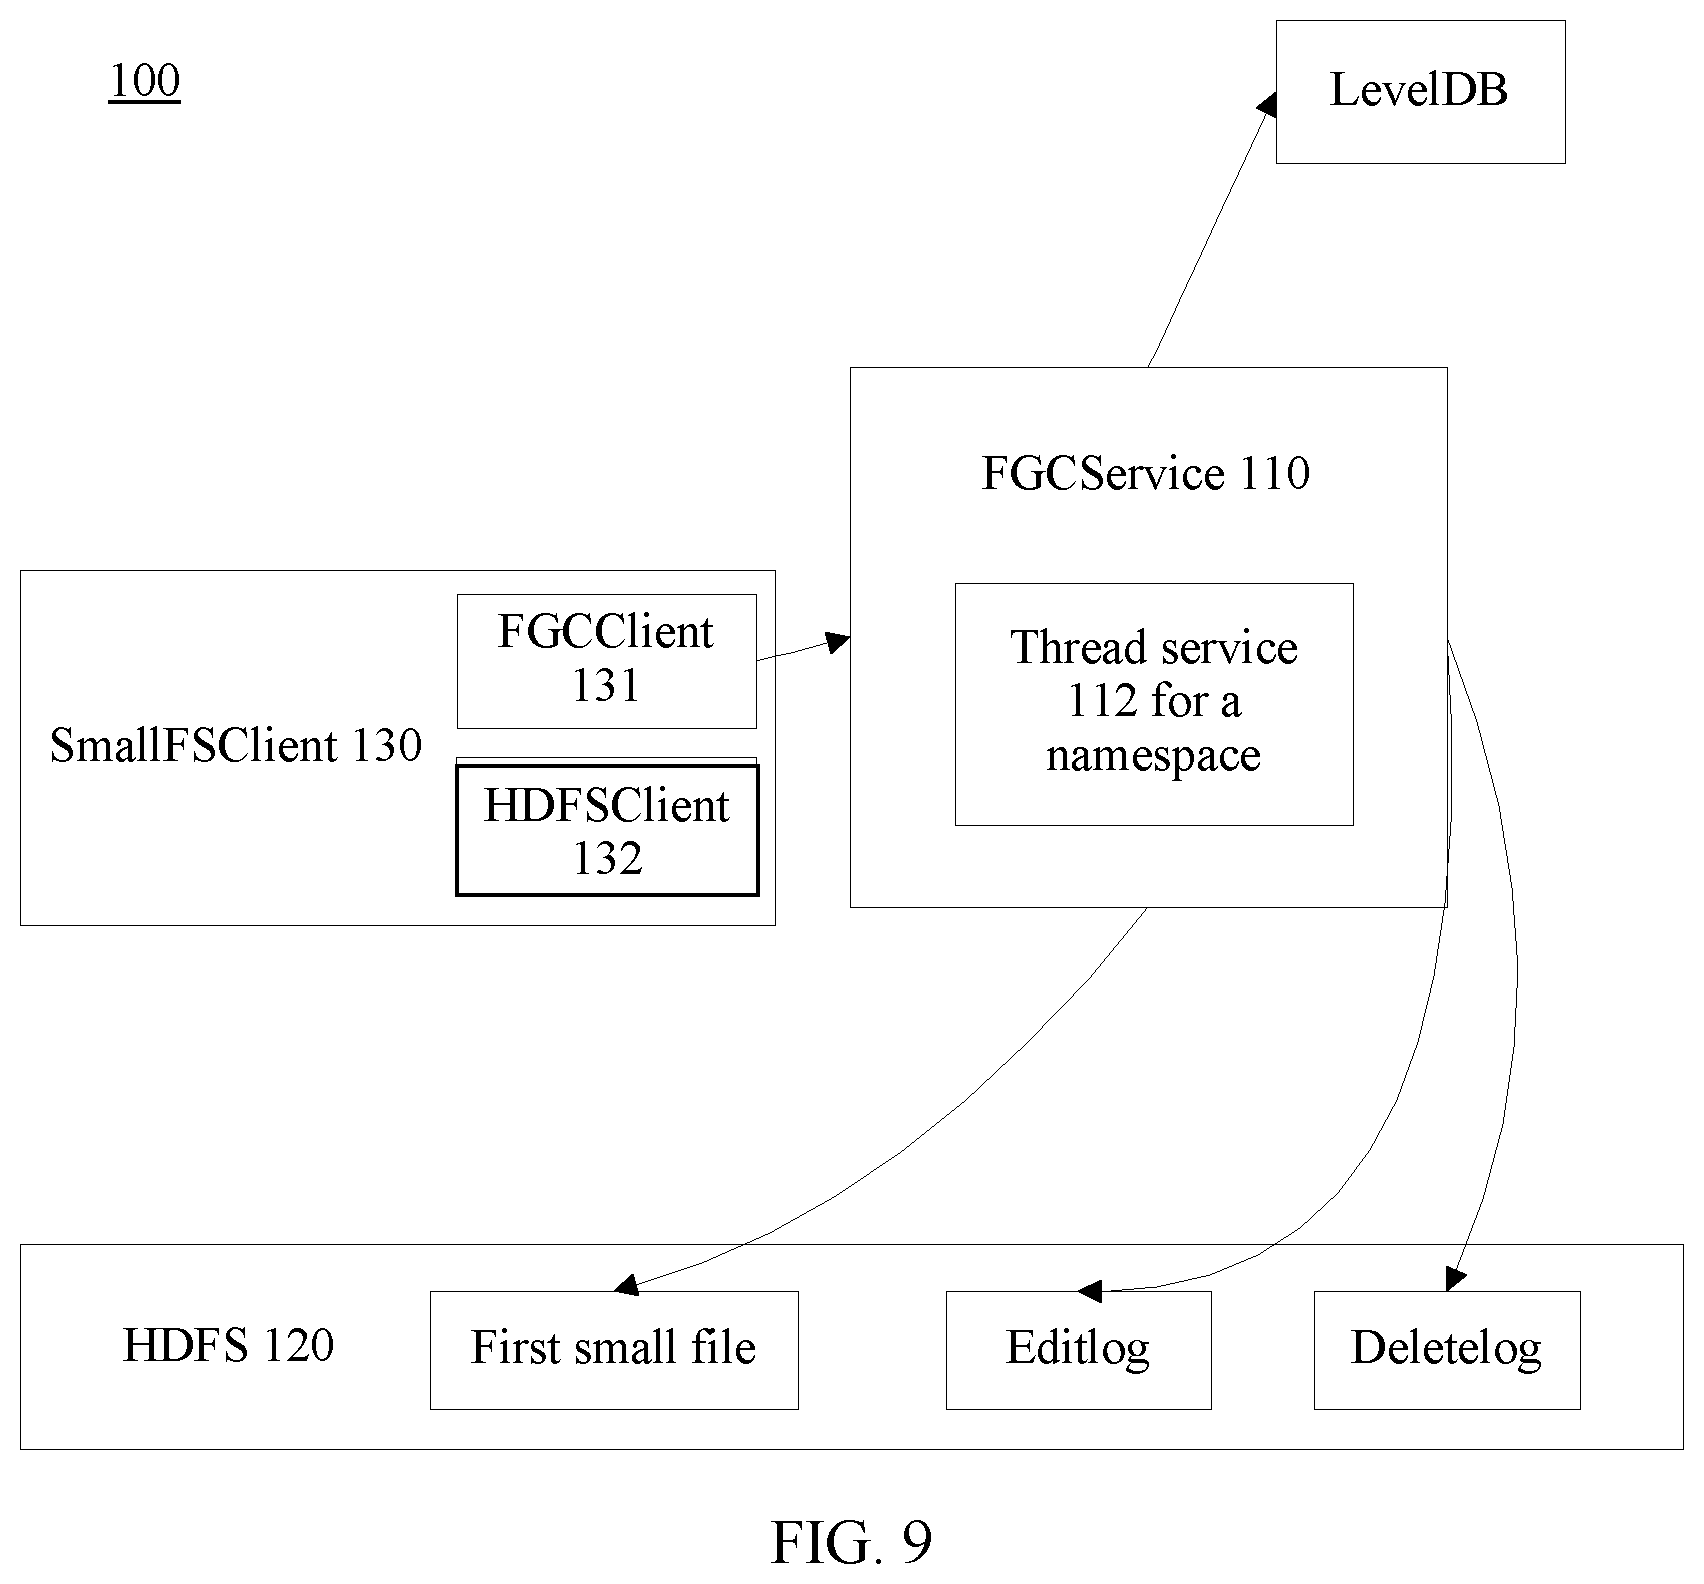 100
LevelDB
FGCService 110
Thread service
112 for a
namespace
SmallFSClient 130
FGCClient
131
HDFSClient
132
HDFS 120
First small file
Editlog
Deletelog
FIG. 9